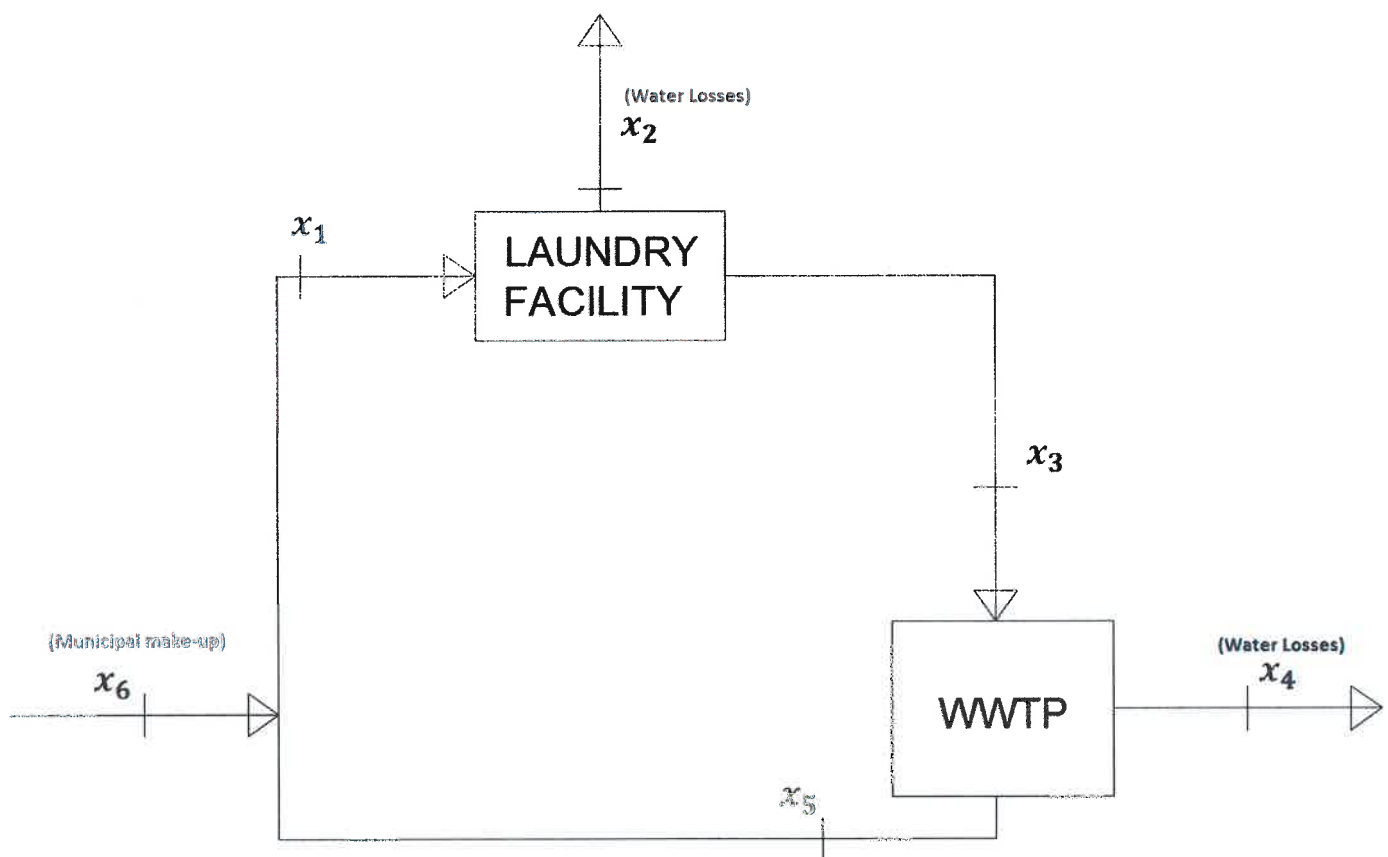 (Water Losses)
x₂
x₁
LAUNDRY
FACILITY
x₃
(Municipal make-up)
x₆
(Water Losses)
x₄
WWTP
x₅